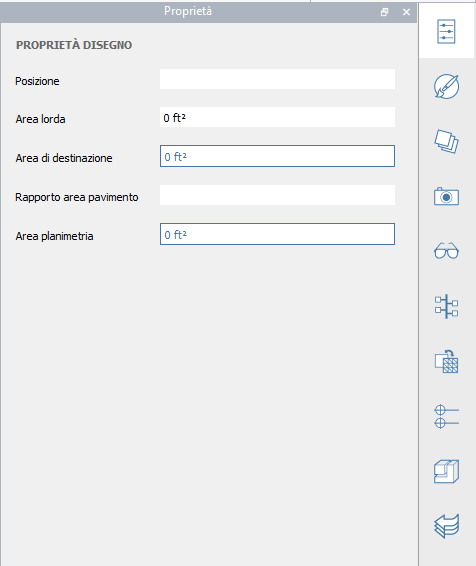 Proprietà
PROPRIETÀ DISEGNO
Posizione
Area lorda 0 ft²
Area di destinazione 0 ft²
Rapporto area pavimento
Area planimetria 0 ft²